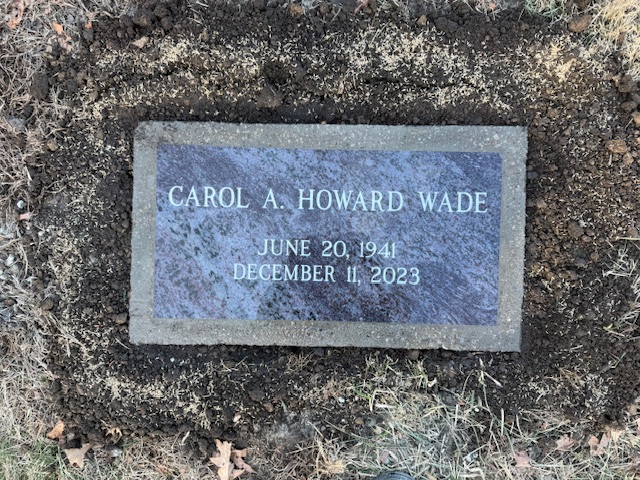 CAROL A. HOWARD WADE
JUNE 20, 1941
DECEMBER 11, 2023